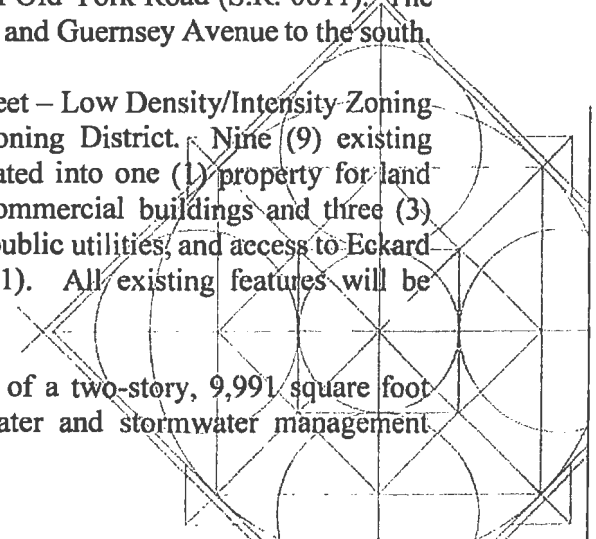 Old York Road (S.R. 0611). The
and Guernsey Avenue to the south.
eet – Low Density/Intensity Zoning
oning District. Nine (9) existing
ated into one (1) property for land
ommercial buildings and three (3)
public utilities, and access to Eckard
1). All existing features will be
of a two-story, 9,991 square foot
ater and stormwater management